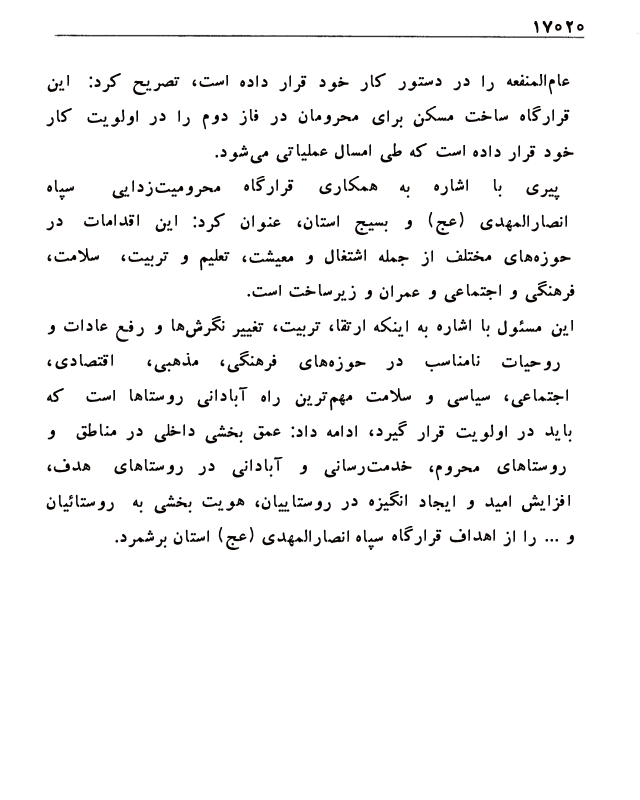 ۱۷۰۲۰
عام‌المنفعه را در دستور کار خود قرار داده است، تصریح کرد: این
قرارگاه ساخت مسکن برای محرومان در فاز دوم را در اولویت کار
خود قرار داده است که طی امسال عملیاتی می‌شود.
پیری با اشاره به همکاری قرارگاه محرومیت‌زدایی سپاه
انصارالمهدی (عج) و بسیج استان، عنوان کرد: این اقدامات در
حوزه‌های مختلف از جمله اشتغال و معیشت، تعلیم و تربیت، سلامت،
فرهنگی و اجتماعی و عمران و زیرساخت است.
این مسئول با اشاره به اینکه ارتقا، تربیت، تغییر نگرش‌ها و رفع عادات و
روحیات نامناسب در حوزه‌های فرهنگی، مذهبی، اقتصادی،
اجتماعی، سیاسی و سلامت مهم‌ترین راه آبادانی روستاها است که
باید در اولویت قرار گیرد، ادامه داد: عمق بخشی داخلی در مناطق و
روستاهای محروم، خدمت‌رسانی و آبادانی در روستاهای هدف،
افزایش امید و ایجاد انگیزه در روستاییان، هویت بخشی به روستائیان
و ... را از اهداف قرارگاه سپاه انصارالمهدی (عج) استان برشمرد.